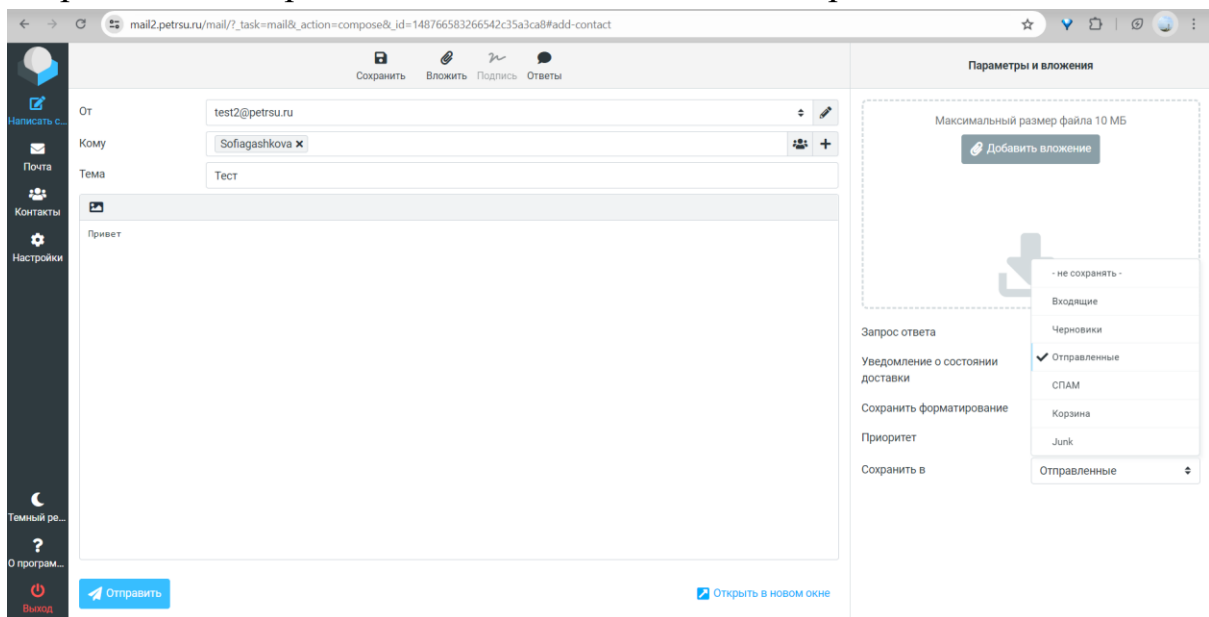 mail2.petrsu.ru/mail/?_task=mail&_action=compose&_id=148766583266542c35a3ca8#add-contact
Сохранить Вложить Подпись Ответы
Параметры и вложения
Написать с...
Почта
Контакты
Настройки
Темный ре...
О програм...
Выход
От test2@petrsu.ru
Кому Sofiagashkova ×
Тема Тест
Привет
Отправить
Открыть в новом окне
Максимальный размер файла 10 МБ
Добавить вложение
- не сохранять -
Входящие
Черновики
Отправленные
СПАМ
Корзина
Junk
Запрос ответа
Уведомление о состоянии
доставки
Сохранить форматирование
Приоритет
Сохранить в Отправленные